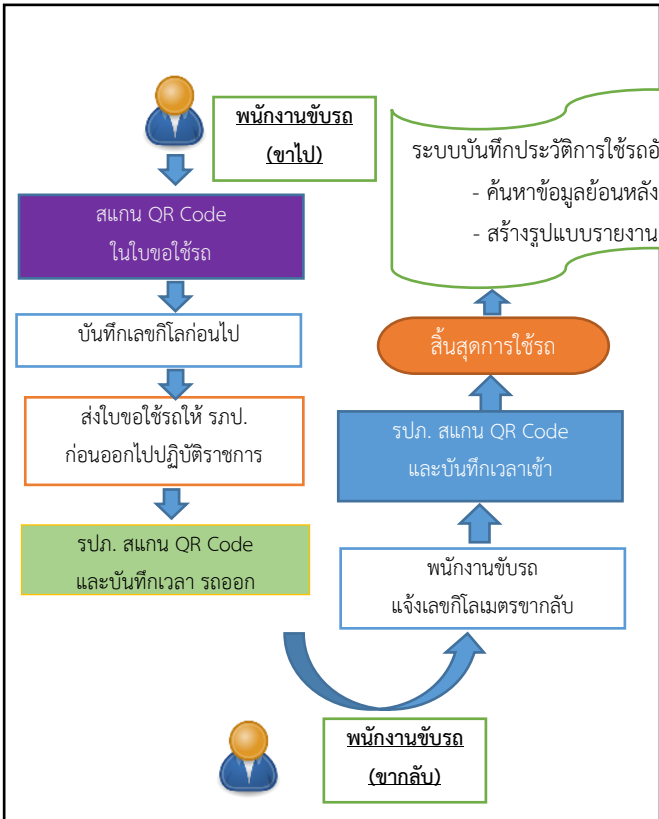 พนักงานขับรถ
(ขาไป)
สแกน QR Code
ในใบขอใช้รถ
บันทึกเลขกิโลก่อนไป
ส่งใบขอใช้รถให้ รภป.
ก่อนออกไปปฏิบัติราชการ
รปภ. สแกน QR Code
และบันทึกเวลา รถออก
พนักงานขับรถ
(ขากลับ)
พนักงานขับรถ
แจ้งเลขกิโลเมตรขากลับ
รปภ. สแกน QR Code
และบันทึกเวลาเข้า
สิ้นสุดการใช้รถ
ระบบบันทึกประวัติการใช้รถ
- ค้นหาข้อมูลย้อนหลัง
- สร้างรูปแบบรายงาน